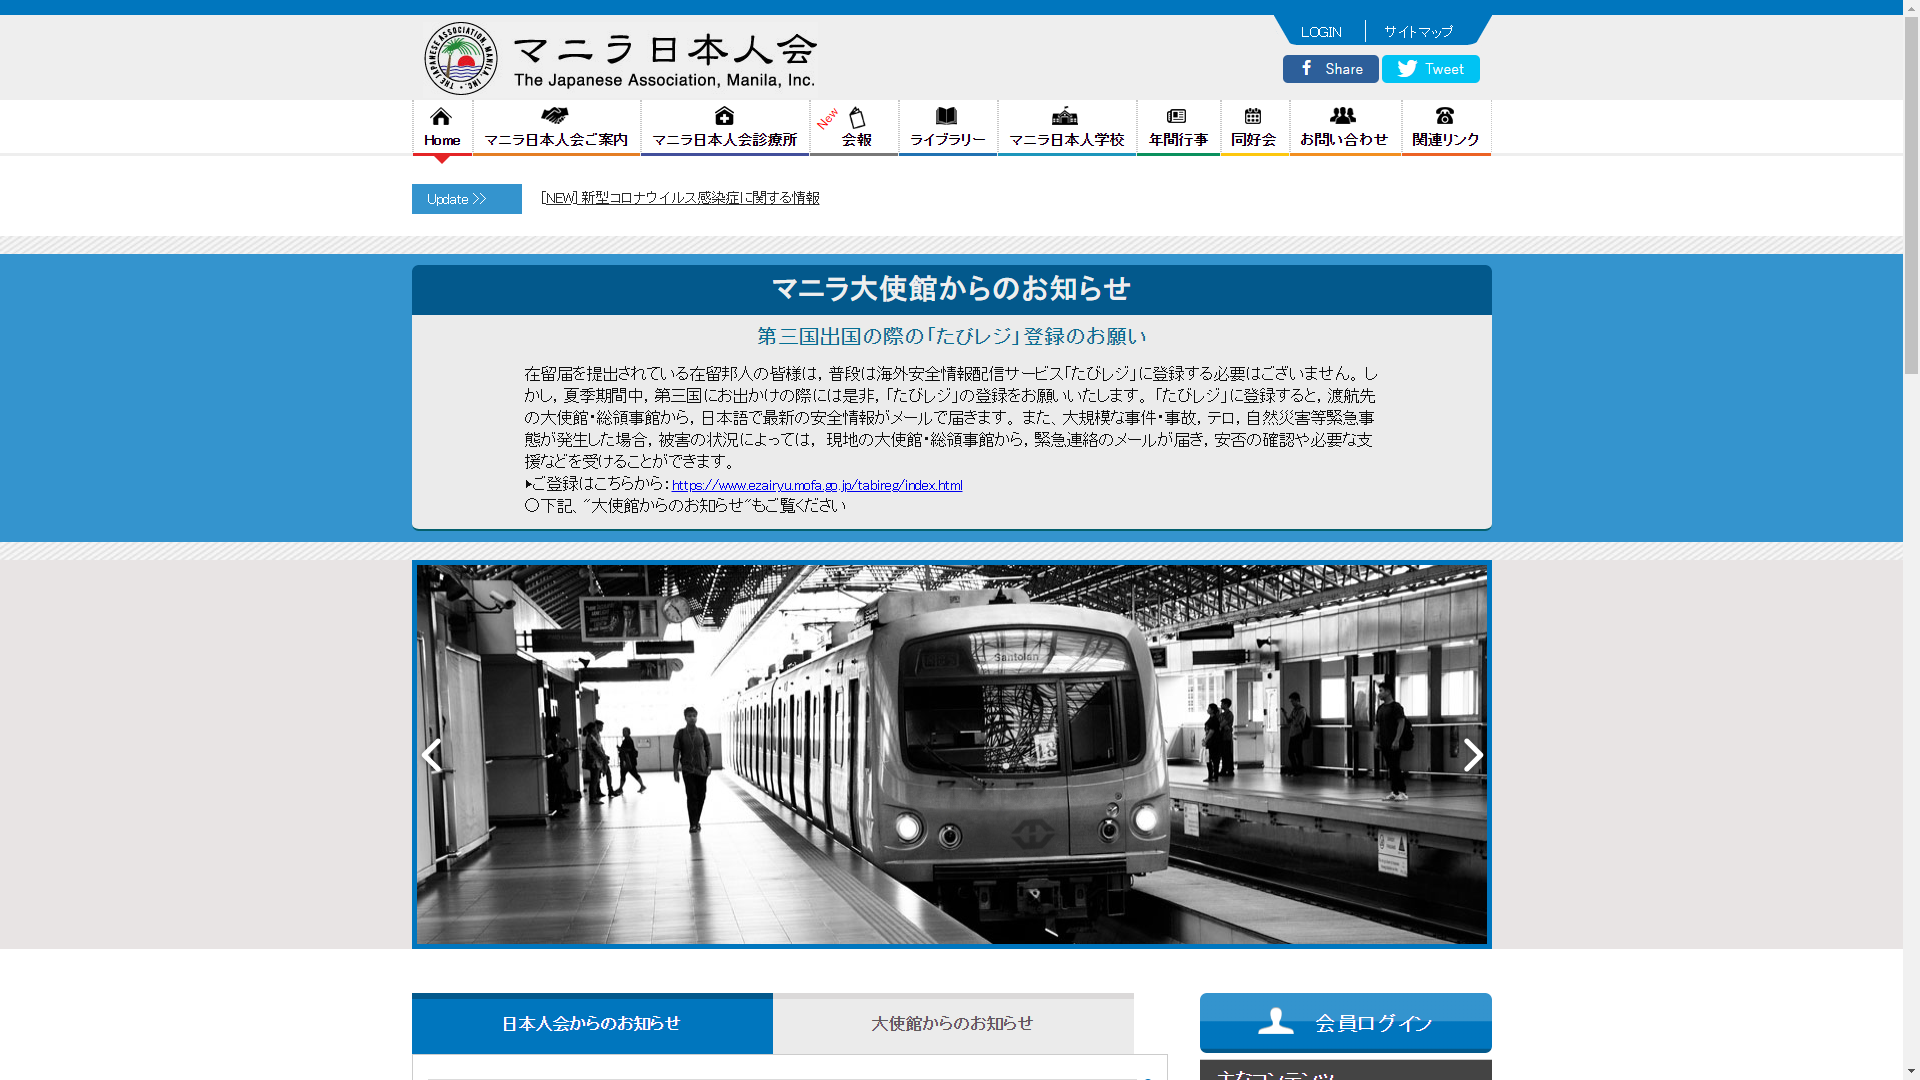 LOGIN
サイトマップ
THE JAPANESE ASSOCIATION, MANILA, INC.
マニラ日本人会
The Japanese Association, Manila, Inc.
Share
Tweet
Home
マニラ日本人会ご案内
マニラ日本人会診療所
New
会報
ライブラリー
マニラ日本人学校
年間行事
同好会
お問い合わせ
関連リンク
Update >>
[NEW] 新型コロナウイルス感染症に関する情報
マニラ大使館からのお知らせ
第三国出国の際の「たびレジ」登録のお願い
在留届を提出されている在留邦人の皆様は, 普段は海外安全情報配信サービス「たびレジ」に登録する必要はございません。し
かし, 夏季期間中, 第三国にお出かけの際には是非, 「たびレジ」の登録をお願いいたします。「たびレジ」に登録すると, 渡航先
の大使館・総領事館から, 日本語で最新の安全情報がメールで届きます。また、大規模な事件・事故, テロ, 自然災害等緊急事
態が発生した場合, 被害の状況によっては, 現地の大使館・総領事館から, 緊急連絡のメールが届き, 安否の確認や必要な支
援などを受けることができます。
▶ご登録はこちらから：https://www.ezairyu.mofa.go.jp/tabireg/index.html
○下記、"大使館からのお知らせ"もご覧ください
Santolan
日本人会からのお知らせ
大使館からのお知らせ
会員ログイン
主なコンテンツ